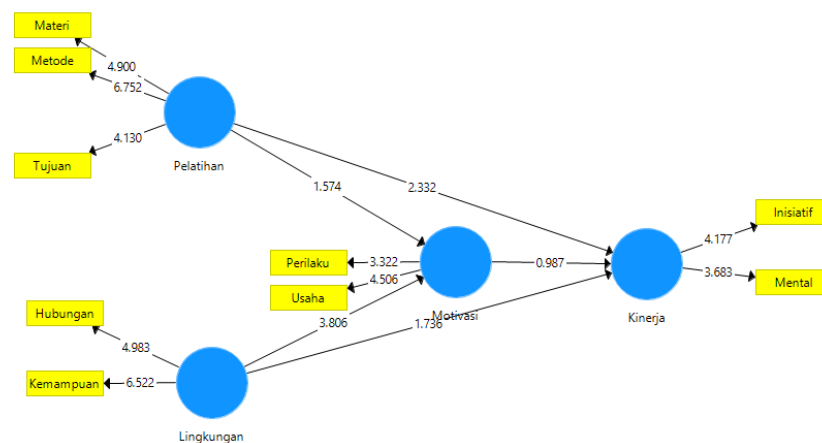 Materi
4.900
Metode
6.752
4.130
Tujuan
Pelatihan
1.574
2.332
Inisiatif
4.177
Perilaku
3.322
0.987
4.506
Usaha
3.683
Mental
Motivasi
Kinerja
Hubungan
3.806
1.736
4.983
Kemampuan
6.522
Lingkungan